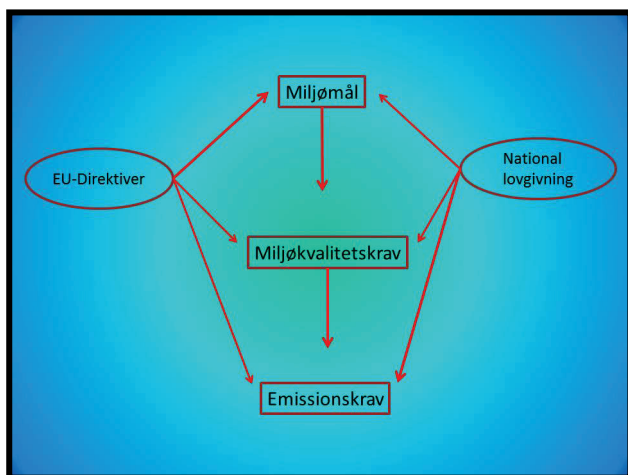 Miljømål
EU-Direktiver
National
lovgivning
Miljøkvalitetskrav
Emissionskrav